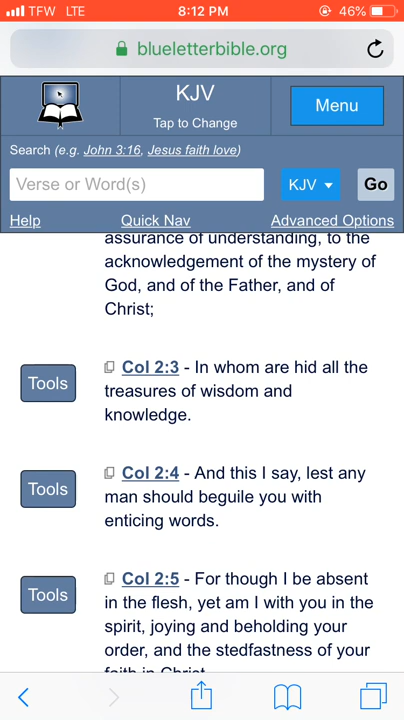 TFW LTE 8:12 PM 46%
blueletterbible.org
KJV
Tap to Change
Menu
Search (e.g. John 3:16, Jesus faith love)
Verse or Word(s)
KJV
Go
Help Quick Nav Advanced Options
assurance of understanding, to the
acknowledgement of the mystery of
God, and of the Father, and of
Christ;
Tools
Col 2:3 - In whom are hid all the
treasures of wisdom and
knowledge.
Tools
Col 2:4 - And this I say, lest any
man should beguile you with
enticing words.
Tools
Col 2:5 - For though I be absent
in the flesh, yet am I with you in the
spirit, joying and beholding your
order, and the stedfastness of your
faith in Christ